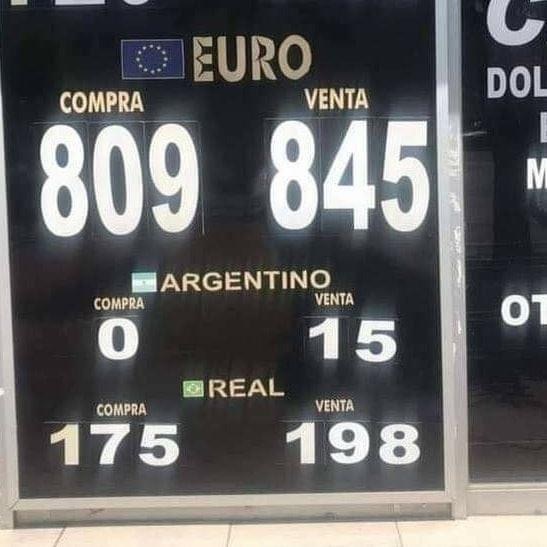 EURO
COMPRA VENTA
809 845
ARGENTINO
COMPRA VENTA
0 15
REAL
COMPRA VENTA
175 198
DOL
M
OT